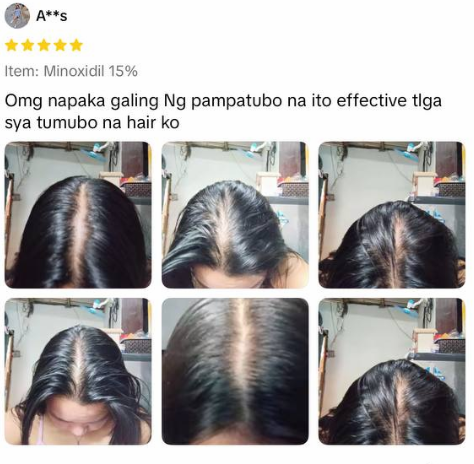 A**s
Item: Minoxidil 15%
Omg napaka galing Ng pampatubo na ito effective tlga
sya tumubo na hair ko